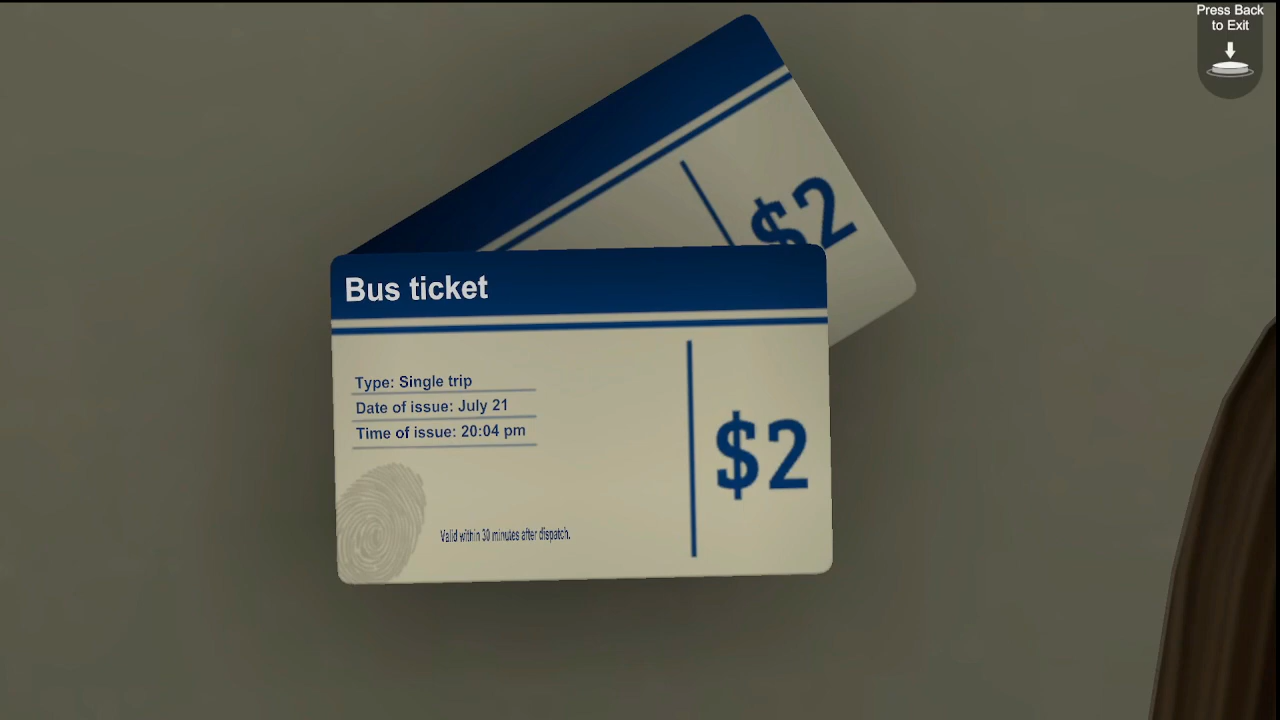 Press Back
to Exit
$2
Bus ticket
Type: Single trip
Date of issue: July 21
Time of issue: 20:04 pm
$2
Valid within 30 minutes after dispatch.